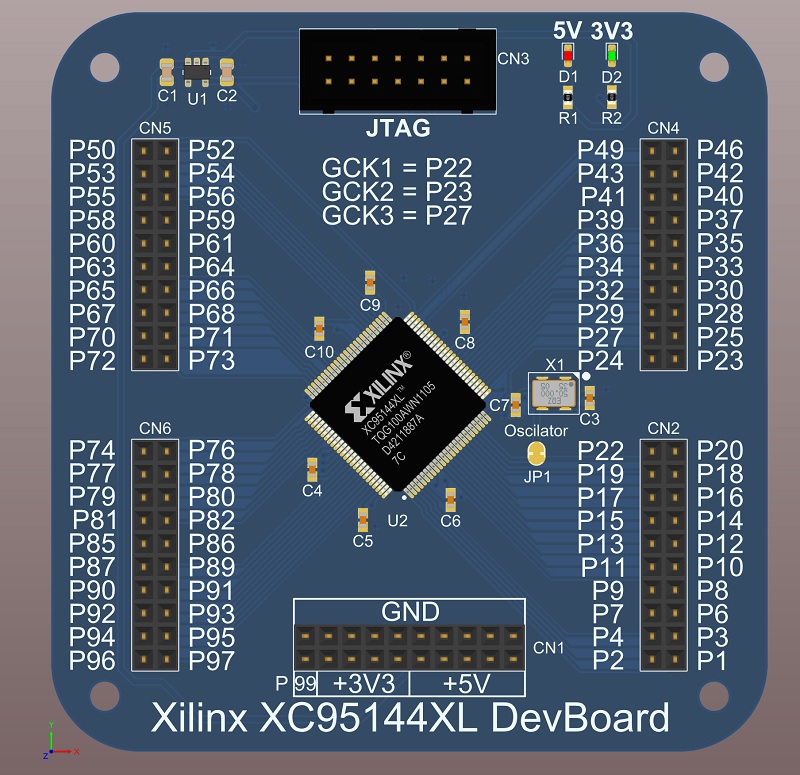 5V 3V3
CN3
C1 U1 C2
D1 D2
R1 R2
JTAG
GCK1 = P22
GCK2 = P23
GCK3 = P27
CN5
P50 P52
P53 P54
P55 P56
P58 P59
P60 P61
P63 P64
P65 P66
P67 P68
P70 P71
P72 P73
CN4
P49 P46
P43 P42
P41 P40
P39 P37
P36 P35
P34 P33
P32 P30
P29 P28
P27 P25
P24 P23
C9
C8
C10
X1
C7
C3
50.000
Oscilator
JP1
XILINX®
XC95144XL™
TQG100AWN1105
D4211887A
7C
C4
C5
U2
C6
CN6
P74 P76
P77 P78
P79 P80
P81 P82
P85 P86
P87 P89
P90 P91
P92 P93
P94 P95
P96 P97
CN2
P22 P20
P19 P18
P17 P16
P15 P14
P13 P12
P11 P10
P9 P8
P7 P6
P4 P3
P2 P1
GND
CN1
P 99 +3V3 +5V
Xilinx XC95144XL DevBoard
Y
Z X